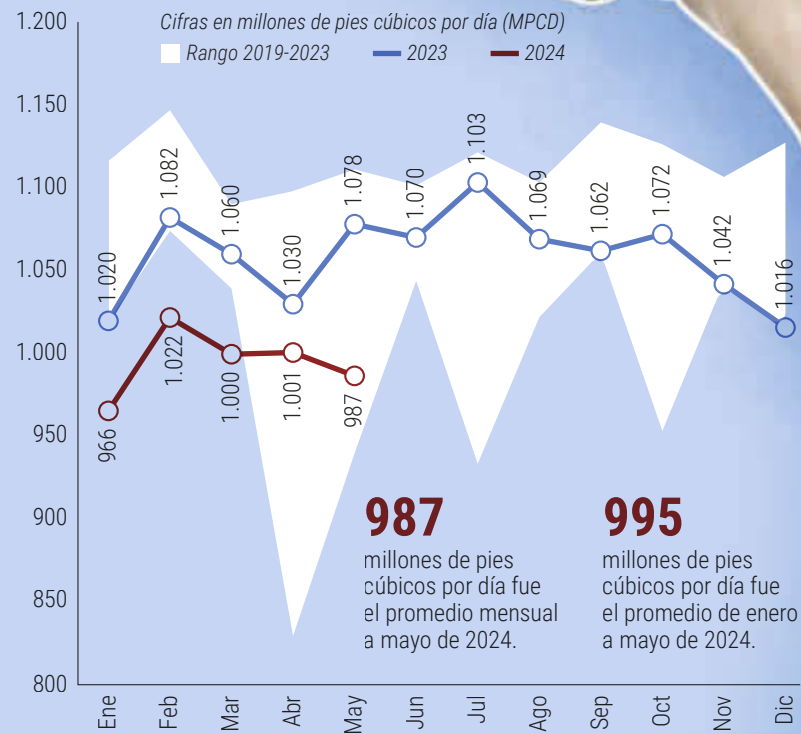 Cifras en millones de pies cúbicos por día (MPCD)
Rango 2019-2023 2023 2024
1.200
1.150
1.100
1.050
1.000
950
900
850
800
1.020
1.082
1.060
1.030
1.078
1.070
1.103
1.069
1.062
1.072
1.042
1.016
966
1.022
1.000
1.001
987
987
millones de pies
cúbicos por día fue
el promedio mensual
a mayo de 2024.
995
millones de pies
cúbicos por día fue
el promedio de enero
a mayo de 2024.
Ene Feb Mar Abr May Jun Jul Ago Sep Oct Nov Dic